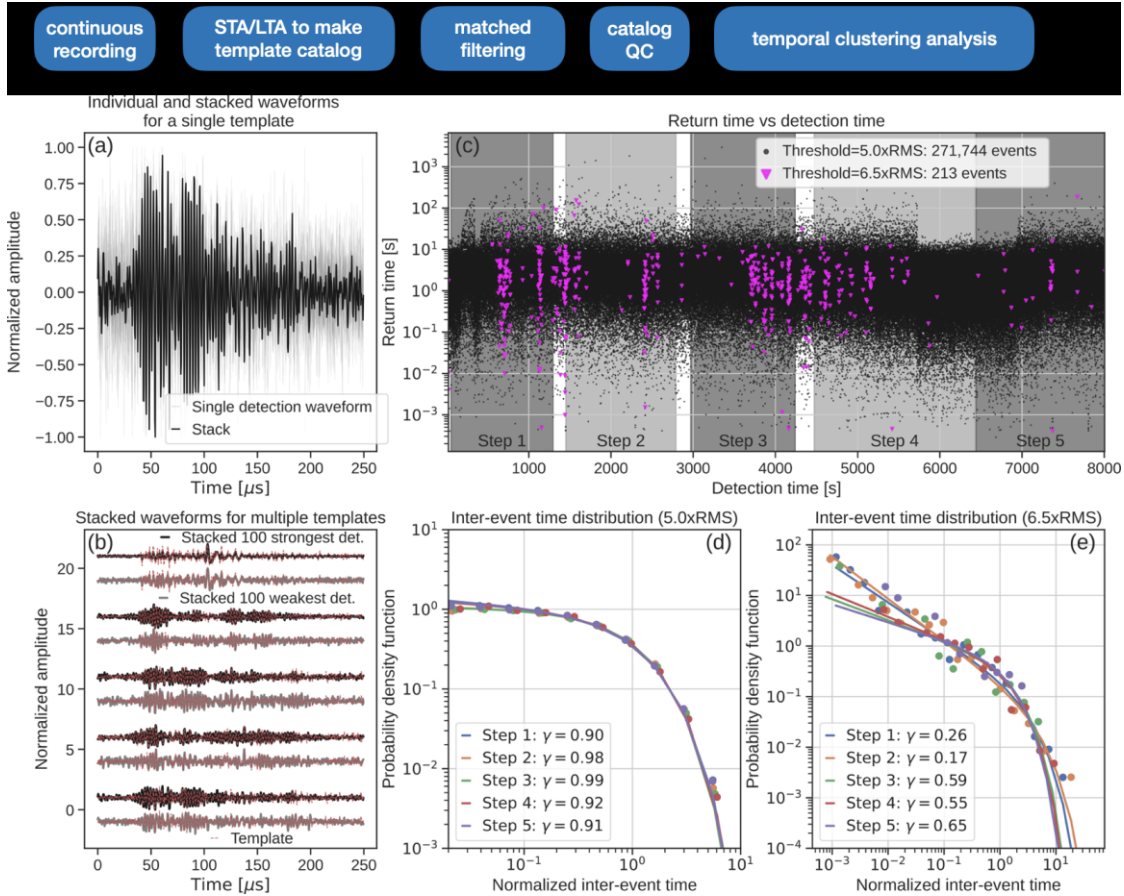 continuous
recording
STA/LTA to make
template catalog
matched
filtering
catalog
QC
temporal clustering analysis
Individual and stacked waveforms
for a single template
(a)
1.00
0.75
0.50
0.25
0.00
−0.25
−0.50
−0.75
−1.00
Normalized amplitude
Single detection waveform
Stack
0 50 100 150 200 250
Time [μs]
Return time vs detection time
(c)
Threshold=5.0xRMS: 271,744 events
Threshold=6.5xRMS: 213 events
10³
10²
10¹
10⁰
10⁻¹
10⁻²
10⁻³
Return time [s]
Step 1 Step 2 Step 3 Step 4 Step 5
1000 2000 3000 4000 5000 6000 7000 8000
Detection time [s]
Stacked waveforms for multiple templates
(b)
Stacked 100 strongest det.
Stacked 100 weakest det.
20
15
10
5
0
Normalized amplitude
Template
0 50 100 150 200 250
Time [μs]
Inter-event time distribution (5.0xRMS)
(d)
10¹
10⁰
10⁻¹
10⁻²
10⁻³
Probability density function
Step 1: γ = 0.90
Step 2: γ = 0.98
Step 3: γ = 0.99
Step 4: γ = 0.92
Step 5: γ = 0.91
10⁻¹ 10⁰ 10¹
Normalized inter-event time
Inter-event time distribution (6.5xRMS)
(e)
10²
10¹
10⁰
10⁻¹
10⁻²
10⁻³
10⁻⁴
Probability density function
Step 1: γ = 0.26
Step 2: γ = 0.17
Step 3: γ = 0.59
Step 4: γ = 0.55
Step 5: γ = 0.65
10⁻³ 10⁻² 10⁻¹ 10⁰ 10¹
Normalized inter-event time